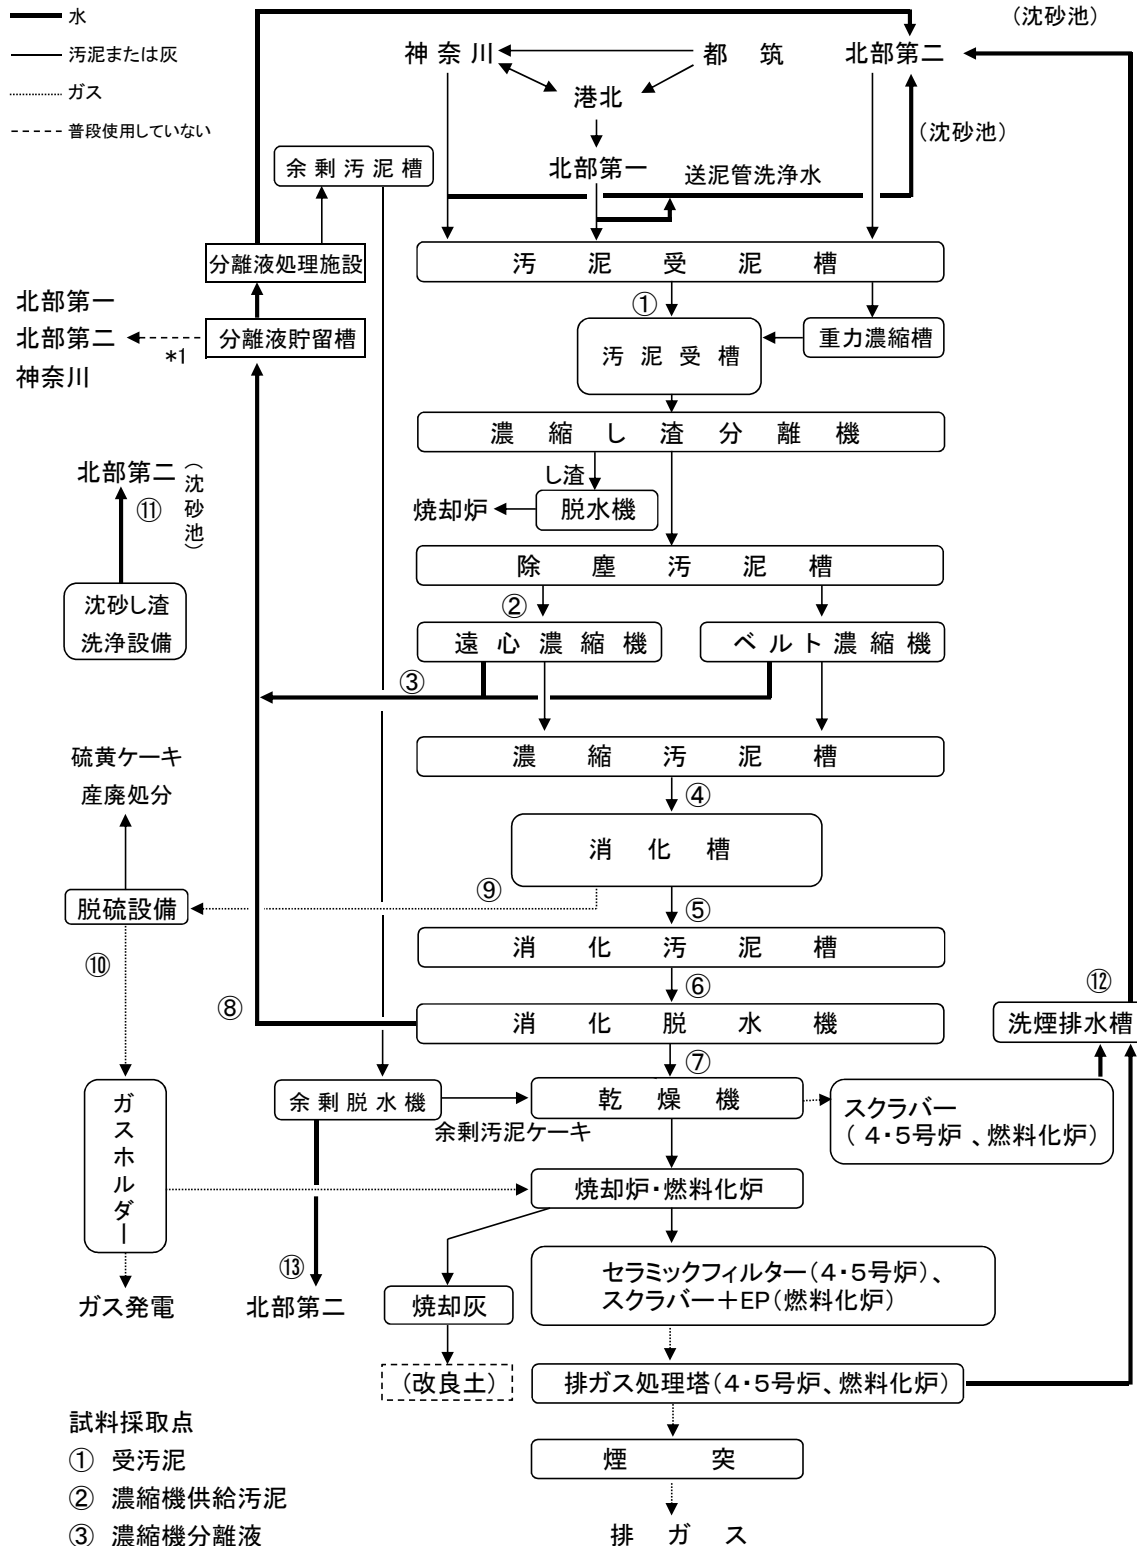 水
汚泥または灰
ガス
普段使用していない
(沈砂池)
神奈川
都筑
北部第二
港北
(沈砂池)
北部第一
余剰汚泥槽
送泥管洗浄水
分離液処理施設
汚泥受泥槽
北部第一
北部第二
神奈川
*1
分離液貯留槽
①
汚泥受槽
重力濃縮槽
濃縮し渣分離機
北部第二
(沈砂池)
⑪
し渣
焼却炉
脱水機
除塵汚泥槽
沈砂し渣
洗浄設備
②
遠心濃縮機
ベルト濃縮機
③
濃縮汚泥槽
硫黄ケーキ
産廃処分
④
消化槽
⑨
脱硫設備
⑤
消化汚泥槽
⑩
⑥
⑫
⑧
消化脱水機
洗煙排水槽
⑦
ガスホルダー
余剰脱水機
乾燥機
スクラバー
(4・5号炉、燃料化炉)
余剰汚泥ケーキ
焼却炉・燃料化炉
⑬
セラミックフィルター(4・5号炉)、
スクラバー+EP(燃料化炉)
ガス発電
北部第二
焼却灰
(改良土)
排ガス処理塔(4・5号炉、燃料化炉)
試料採取点
① 受汚泥
煙突
② 濃縮機供給汚泥
③ 濃縮機分離液
排ガス